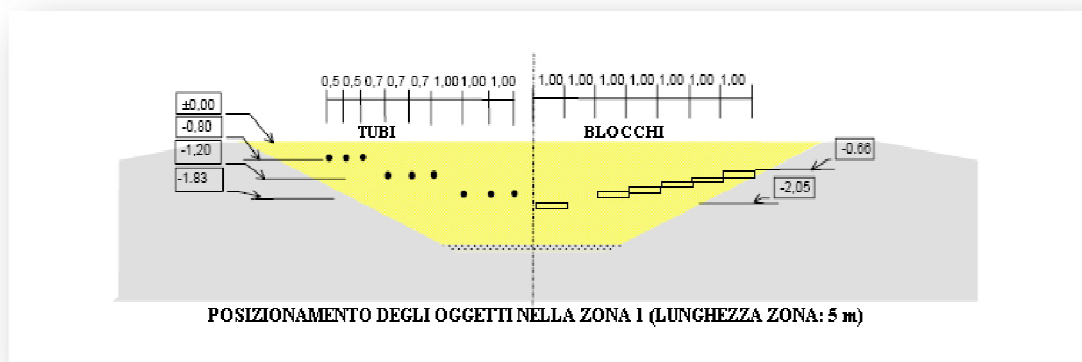 0,5 0,5 0,7 0,7 0,7 1,00 1,00 1,00
1,00 1,00 1,00 1,00 1,00 1,00 1,00
±0,00
-0,80
-1,20
-1.83
TUBI
BLOCCHI
-0.66
-2,05
POSIZIONAMENTO DEGLI OGGETTI NELLA ZONA 1 (LUNGHEZZA ZONA: 5 m)